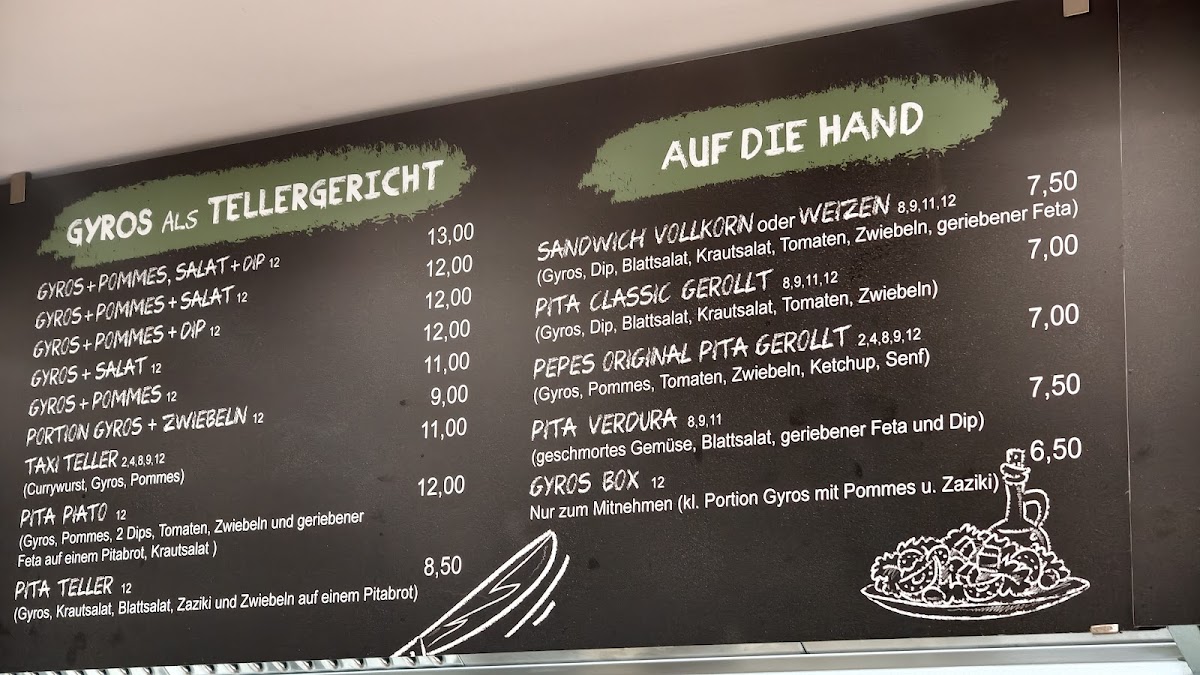 GYROS ALS TELLERGERICHT
GYROS + POMMES, SALAT + DIP 12 13,00
GYROS + POMMES + SALAT 12 12,00
GYROS + POMMES + DIP 12 12,00
GYROS + SALAT 12 12,00
GYROS + POMMES 12 11,00
PORTION GYROS + ZWIEBELN 12 9,00
TAXI TELLER 2,4,8,9,12 11,00
(Currywurst, Gyros, Pommes)
PITA PIATO 12 12,00
(Gyros, Pommes, 2 Dips, Tomaten, Zwiebeln und geriebener
Feta auf einem Pitabrot, Krautsalat )
PITA TELLER 12 8,50
(Gyros, Krautsalat, Blattsalat, Zaziki und Zwiebeln auf einem Pitabrot)
AUF DIE HAND
SANDWICH VOLLKORN oder WEIZEN 8,9,11,12 7,50
(Gyros, Dip, Blattsalat, Krautsalat, Tomaten, Zwiebeln, geriebener Feta)
PITA CLASSIC GEROLLT 8,9,11,12 7,00
(Gyros, Dip, Blattsalat, Krautsalat, Tomaten, Zwiebeln)
PEPES ORIGINAL PITA GEROLLT 2,4,8,9,12 7,00
(Gyros, Pommes, Tomaten, Zwiebeln, Ketchup, Senf)
PITA VERDURA 8,9,11 7,50
(geschmortes Gemüse, Blattsalat, geriebener Feta und Dip)
GYROS BOX 12 6,50
Nur zum Mitnehmen (kl. Portion Gyros mit Pommes u. Zaziki)